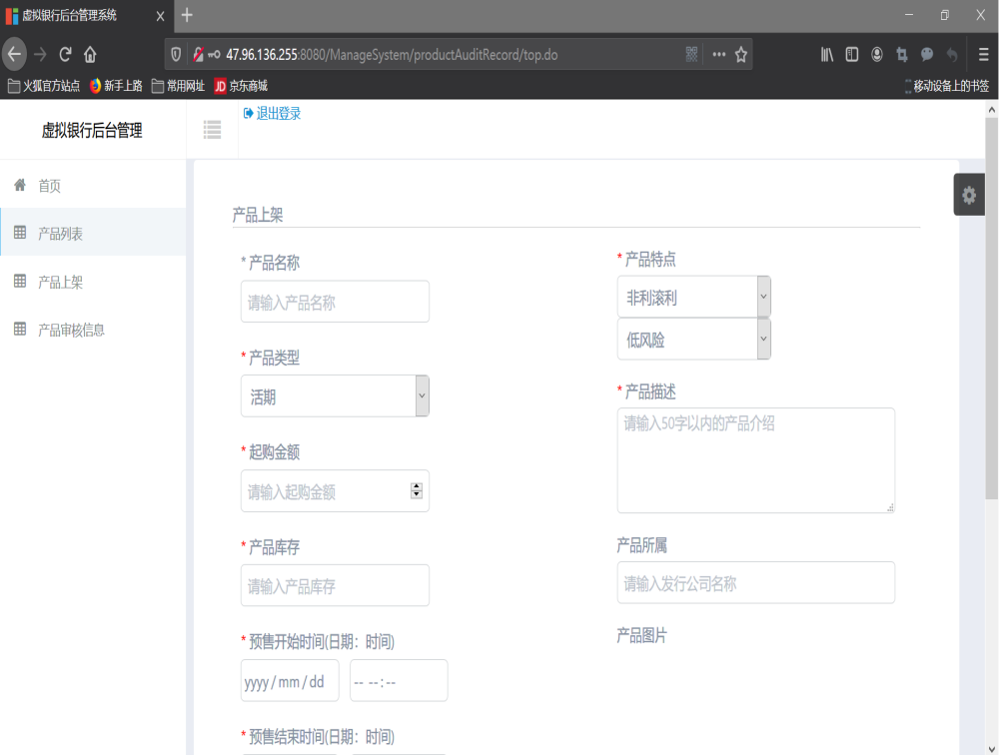 虚拟银行后台管理系统
47.96.136.255:8080/ManageSystem/productAuditRecord/top.do
火狐官方站点 新手上路 常用网址 JD 京东商城 移动设备上的书签
虚拟银行后台管理
退出登录
首页
产品列表
产品上架
产品审核信息
产品上架
* 产品名称
请输入产品名称
* 产品类型
活期
* 起购金额
请输入起购金额
* 产品库存
请输入产品库存
* 预售开始时间(日期：时间)
yyyy / mm / dd -- --:--
* 预售结束时间(日期：时间)
* 产品特点
非利滚利
低风险
* 产品描述
请输入50字以内的产品介绍
产品所属
请输入发行公司名称
产品图片